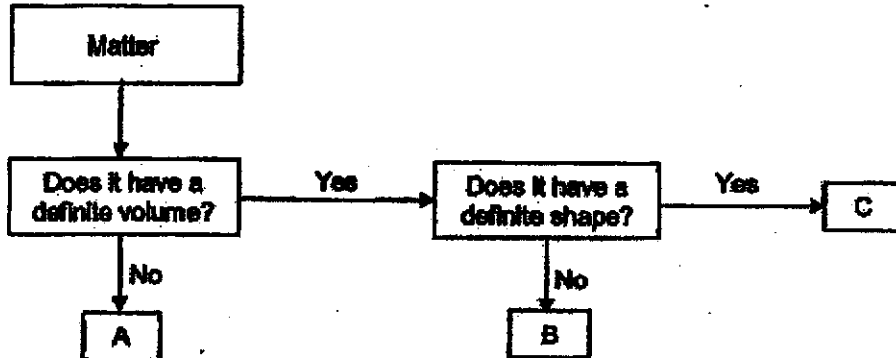 Matter
Does it have a
definite volume?
Yes
Does it have a
definite shape?
Yes
C
No
No
A
B